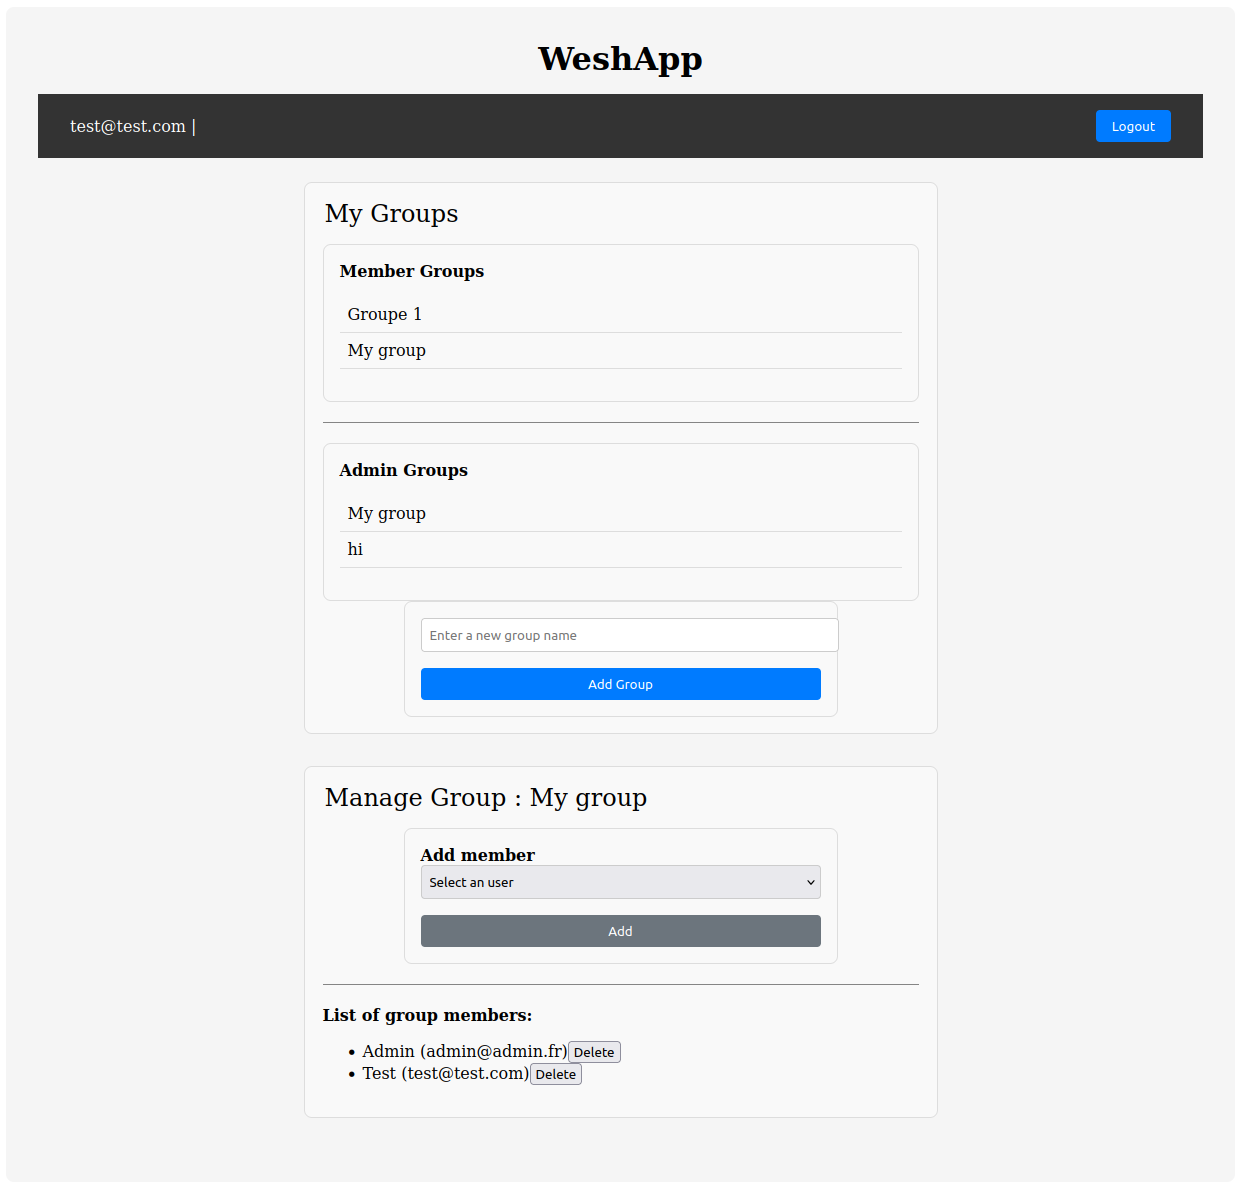 WeshApp
test@test.com |
Logout
My Groups
Member Groups
Groupe 1
My group
Admin Groups
My group
hi
Enter a new group name
Add Group
Manage Group : My group
Add member
Select an user
Add
List of group members:
• Admin (admin@admin.fr) Delete
• Test (test@test.com) Delete